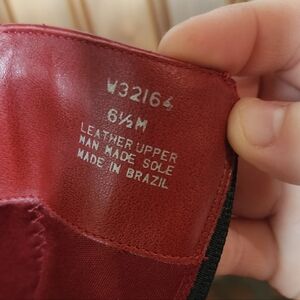 W32164
6½M
LEATHER UPPER
MAN MADE SOLE
MADE IN BRAZIL